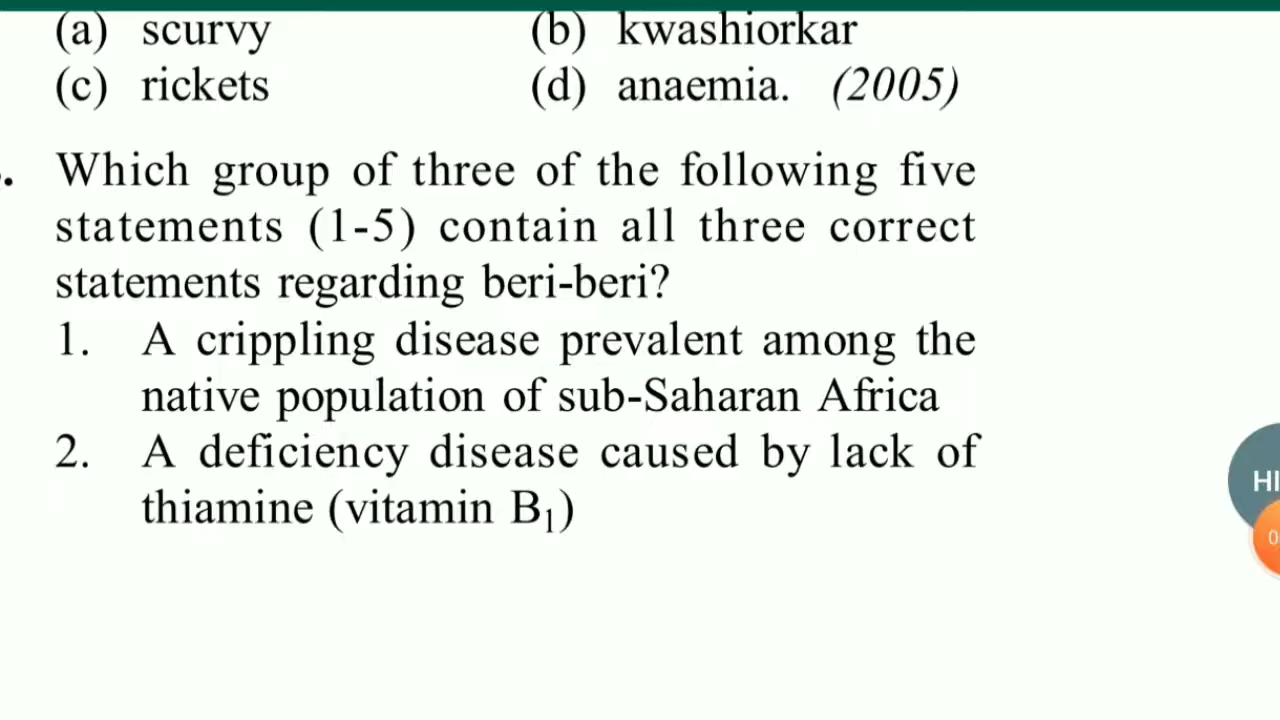 (a) scurvy (b) kwashiorkar
(c) rickets (d) anaemia. (2005)
Which group of three of the following five
statements (1-5) contain all three correct
statements regarding beri-beri?
1. A crippling disease prevalent among the
native population of sub-Saharan Africa
2. A deficiency disease caused by lack of
thiamine (vitamin B₁)